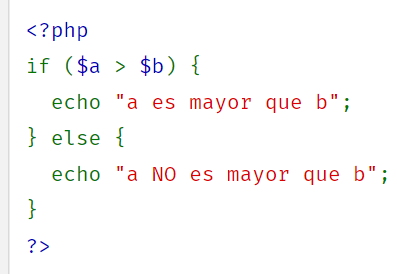 <?php
if ($a > $b) {
  echo "a es mayor que b";
} else {
  echo "a NO es mayor que b";
}
?>